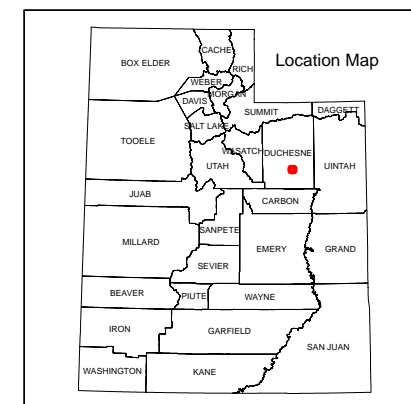 Location Map
BOX ELDER
CACHE
RICH
WEBER
MORGAN
DAVIS
SUMMIT
DAGGETT
SALT LAKE
TOOELE
WASATCH
DUCHESNE
UTAH
UINTAH
JUAB
CARBON
SANPETE
MILLARD
EMERY
GRAND
SEVIER
BEAVER
PIUTE
WAYNE
IRON
GARFIELD
SAN JUAN
WASHINGTON
KANE